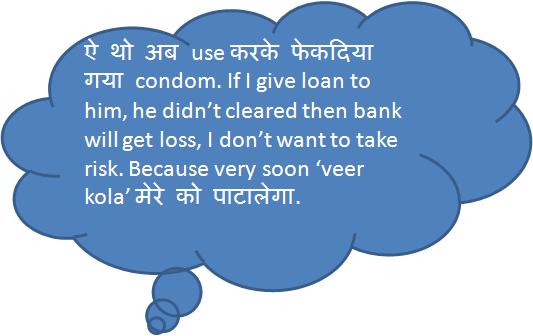 ऐ थो अब use करके फेकदिया
गया condom. If I give loan to
him, he didn’t cleared then bank
will get loss, I don’t want to take
risk. Because very soon ‘veer
kola’ मेरे को पाटालेगा.